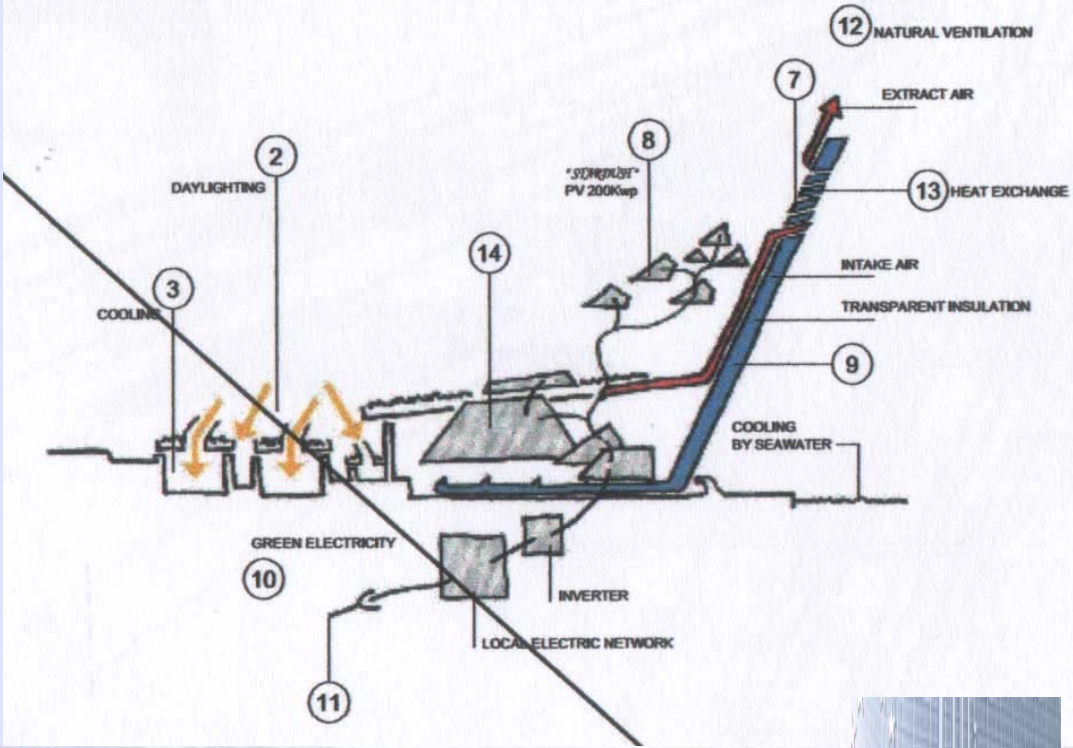 12 NATURAL VENTILATION
7
EXTRACT AIR
2
8
DAYLIGHTING
"STARDUST"
PV 200Kwp
13 HEAT EXCHANGE
14
INTAKE AIR
3
COOLING
TRANSPARENT INSULATION
9
COOLING
BY SEAWATER
GREEN ELECTRICITY
10
INVERTER
LOCAL ELECTRIC NETWORK
11